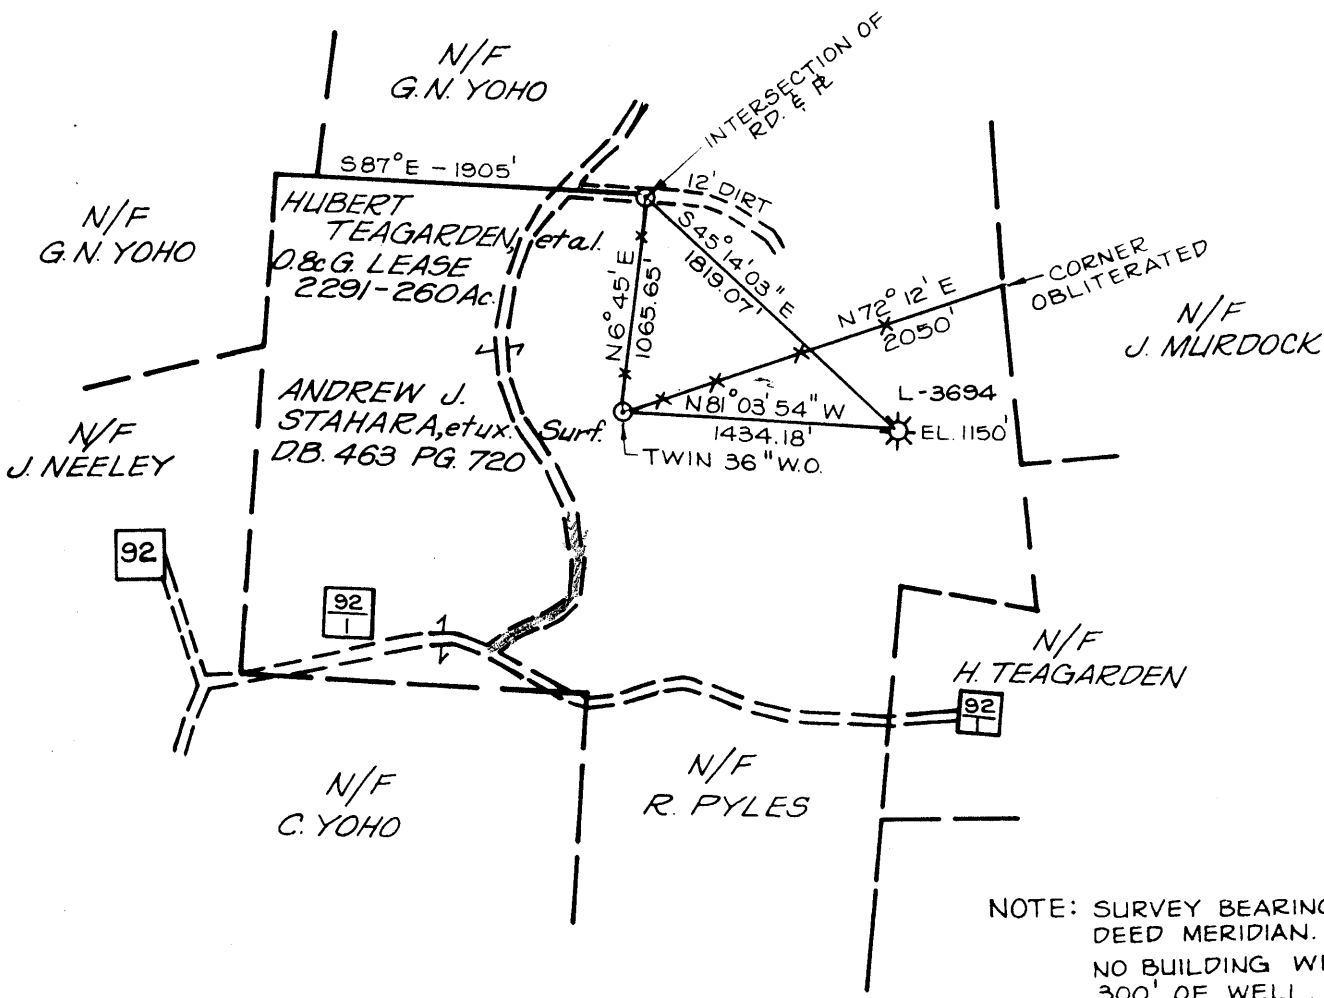 N/F
G.N. YOHO
INTERSECTION OF
RD. & PL
S87°E - 1905'
12' DIRT
N/F
G.N. YOHO
HUBERT
TEAGARDEN, et al.
O.&G. LEASE
2291-260 Ac.
N6°45'E
1065.65'
S45°14'03"E
1819.07'
N72°12'E
2050'
CORNER
OBLITERATED
N/F
J. MURDOCK
ANDREW J.
STAHARA, et ux. Surf.
D.B. 463 PG. 720
N81°03'54"W
1434.18'
L-3694
EL. 1150'
TWIN 36" W.O.
N/F
J. NEELEY
92
92
1
N/F
H. TEAGARDEN
92
1
N/F
C. YOHO
N/F
R. PYLES
NOTE: SURVEY BEARING
DEED MERIDIAN.
NO BUILDING
300' OF WELL